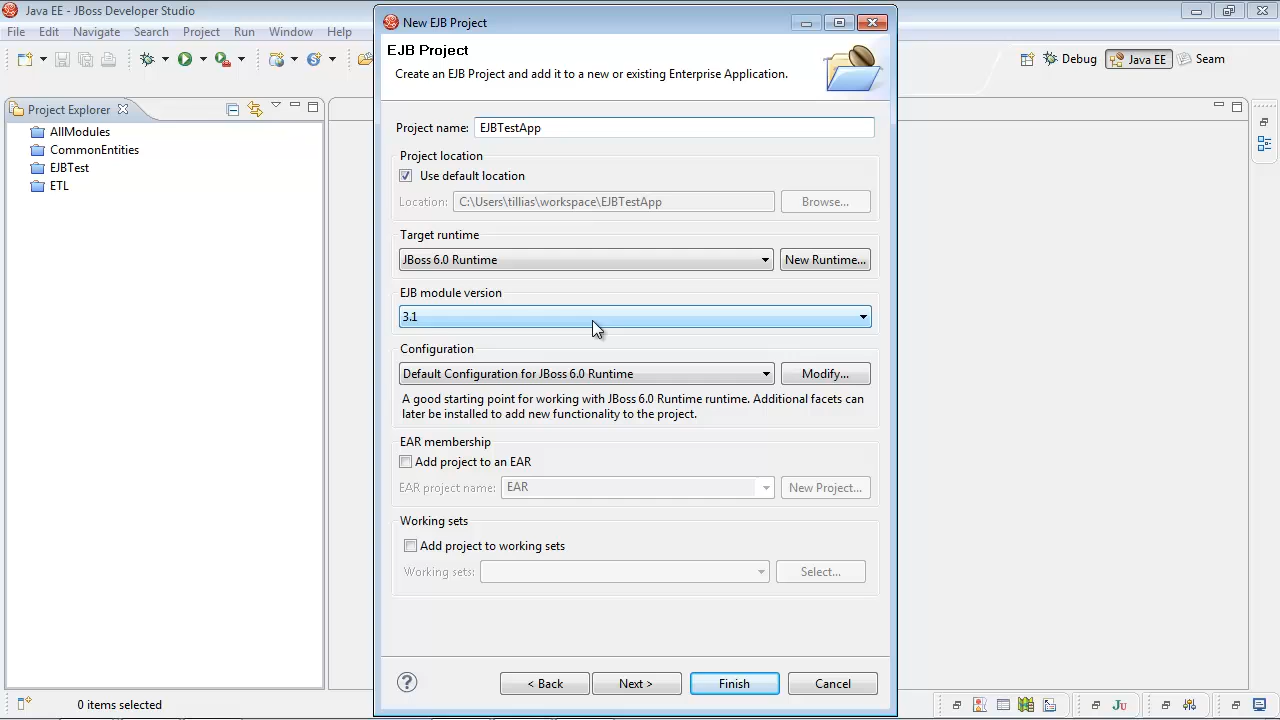 Java EE - JBoss Developer Studio
File Edit Navigate Search Project Run Window Help
Debug Java EE Seam
Project Explorer
AllModules
CommonEntities
EJBTest
ETL
0 items selected
New EJB Project
EJB Project
Create an EJB Project and add it to a new or existing Enterprise Application.
Project name: EJBTestApp
Project location
Use default location
Location: C:\Users\tillias\workspace\EJBTestApp Browse...
Target runtime
JBoss 6.0 Runtime New Runtime...
EJB module version
3.1
Configuration
Default Configuration for JBoss 6.0 Runtime Modify...
A good starting point for working with JBoss 6.0 Runtime runtime. Additional facets can
later be installed to add new functionality to the project.
EAR membership
Add project to an EAR
EAR project name: EAR New Project...
Working sets
Add project to working sets
Working sets: Select...
< Back Next > Finish Cancel